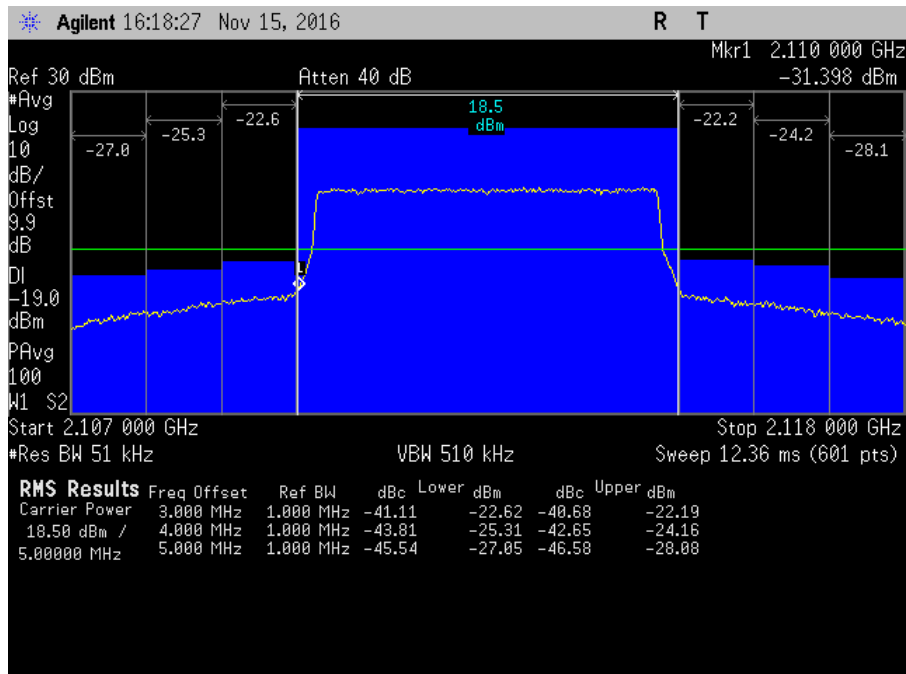 Agilent 16:18:27 Nov 15, 2016 R T
Mkr1 2.110 000 GHz
Ref 30 dBm Atten 40 dB -31.398 dBm
#Avg
Log
10
dB/
Offst
9.9
dB
DI
-19.0
dBm
PAvg
100
W1 S2
-27.0 -25.3 -22.6 18.5 dBm -22.2 -24.2 -28.1
1
Start 2.107 000 GHz Stop 2.118 000 GHz
#Res BW 51 kHz VBW 510 kHz Sweep 12.36 ms (601 pts)
RMS Results Freq Offset Ref BW dBc Lower dBm dBc Upper dBm
Carrier Power 3.000 MHz 1.000 MHz -41.11 -22.62 -40.68 -22.19
18.50 dBm / 4.000 MHz 1.000 MHz -43.81 -25.31 -42.65 -24.16
5.00000 MHz 5.000 MHz 1.000 MHz -45.54 -27.05 -46.58 -28.08